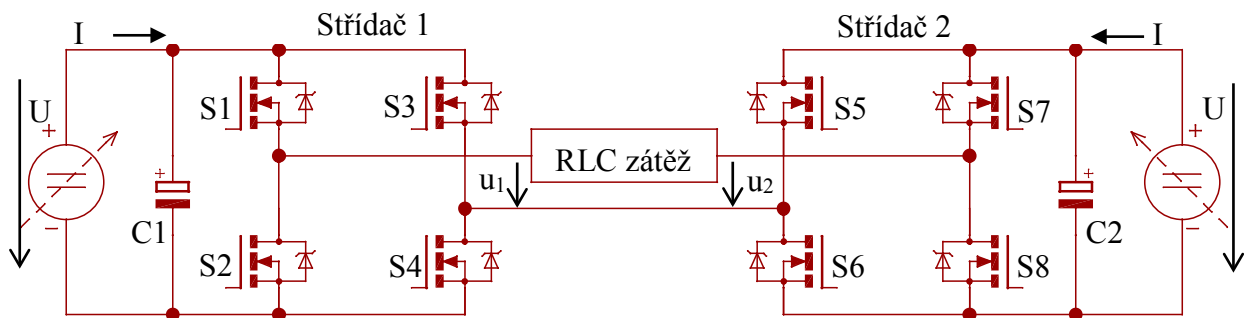 I
Střídač 1
Střídač 2
I
U
+
S1
S3
S5
S7
U
+
+
RLC zátěž
+
u1
u2
−
C1
S2
S4
S6
S8
C2
−